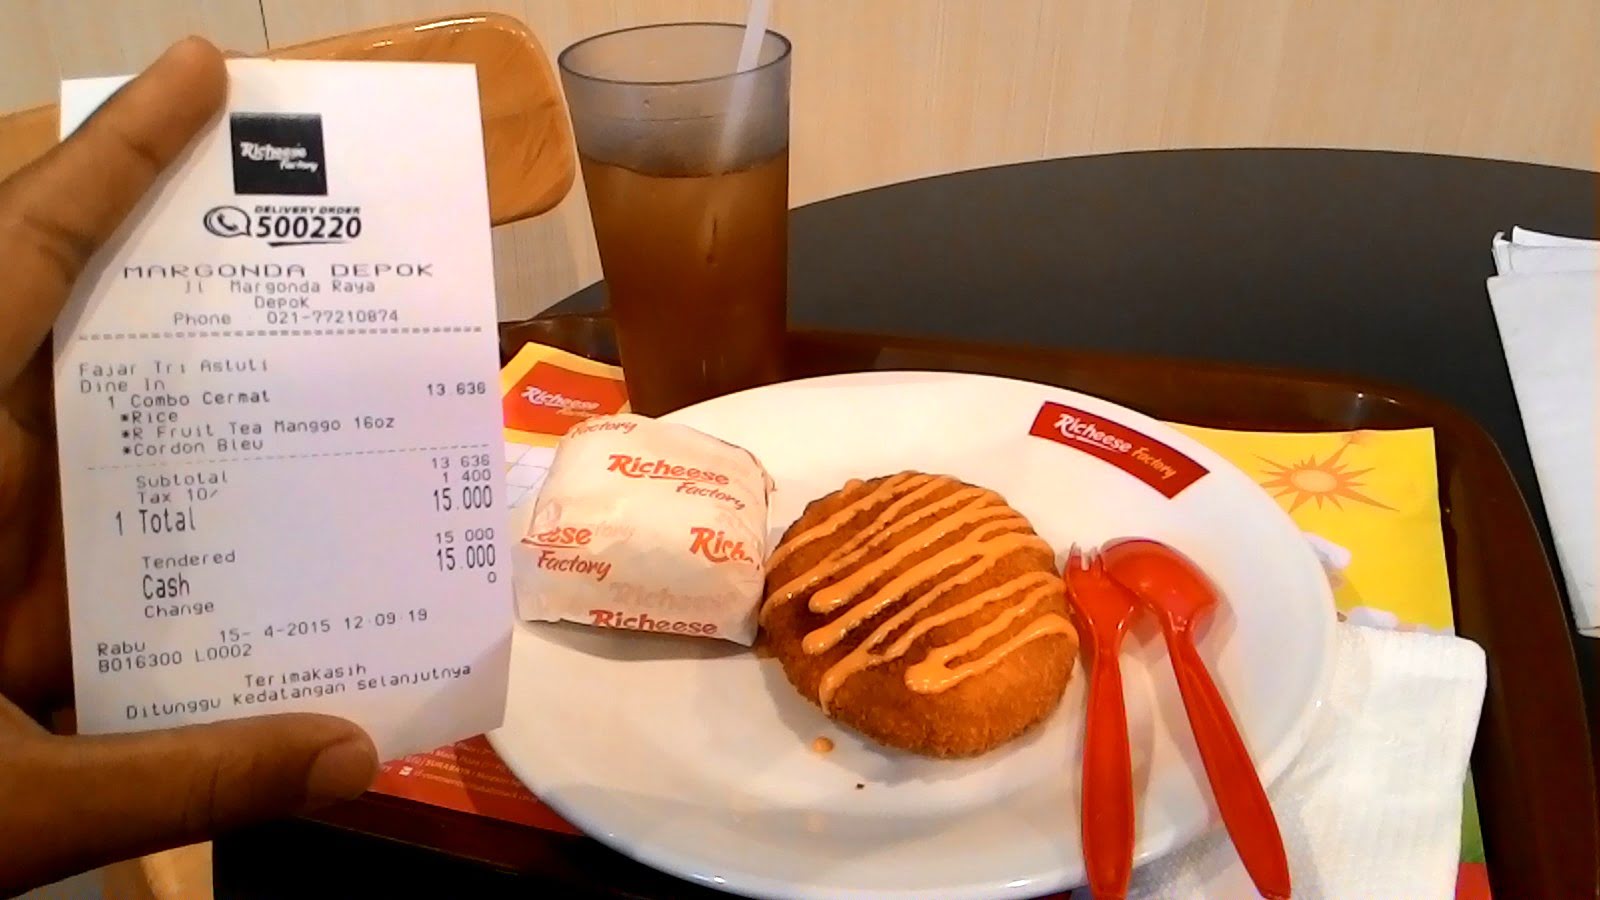 Richeese
Factory
DELIVERY ORDER
500220
MARGONDA DEPOK
Jl Margonda Raya
Depok
Phone 021-77210874
Fajar Tri Astuti
Dine In
1 Combo Cermat 13 636
*Rice
*R Fruit Tea Manggo 16oz
*Cordon Bleu
Subtotal 13 636
Tax 10/ 1 400
1 Total 15.000
Tendered 15 000
Cash 15.000
Change 0
Rabu 15- 4-2015 12:09:19
B016300 L0002
Terimakasih
Ditunggu kedatangan selanjutnya
Richeese
Factory
Factory
Richeese
Factory
Factory
Richeese
Richeese Factory